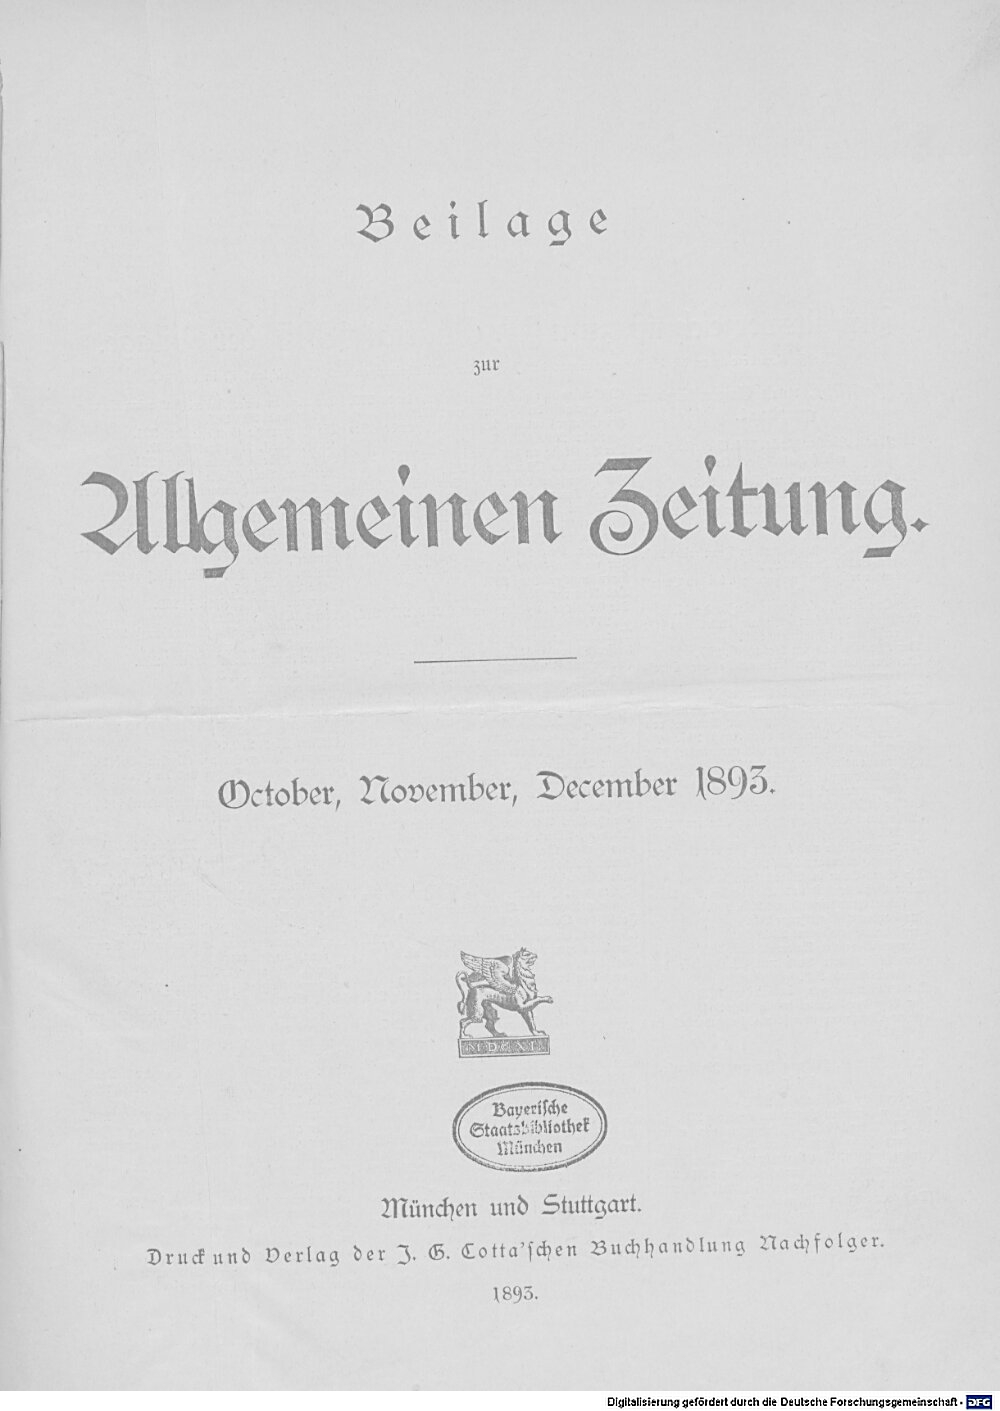 Beilage
zur
Allgemeinen Zeitung.
October, November, December 1893.
MDCXL
Bayerische
Staatsbibliothek
München
München und Stuttgart.
Druck und Verlag der J. G. Cotta'schen Buchhandlung Nachfolger.
1893.
Digitalisierung gefördert durch die Deutsche Forschungsgemeinschaft - DFG